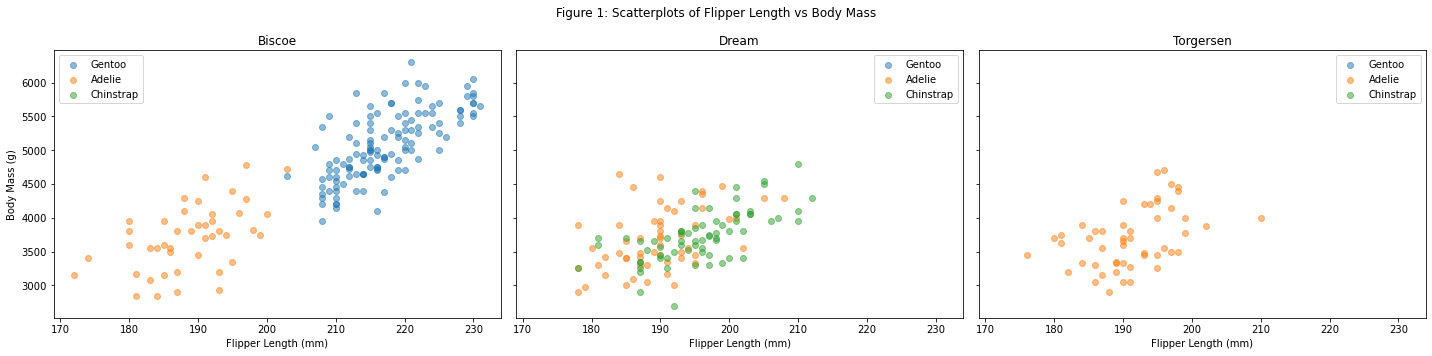 Figure 1: Scatterplots of Flipper Length vs Body Mass
Biscoe
Gentoo
Adelie
Chinstrap
Body Mass (g)
6000
5500
5000
4500
4000
3500
3000
170 180 190 200 210 220 230
Flipper Length (mm)
Dream
Gentoo
Adelie
Chinstrap
170 180 190 200 210 220 230
Flipper Length (mm)
Torgersen
Gentoo
Adelie
Chinstrap
170 180 190 200 210 220 230
Flipper Length (mm)